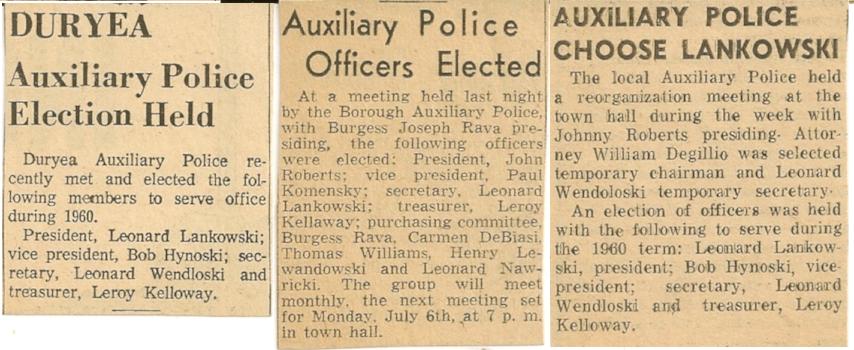 DURYEA
Auxiliary Police
Election Held
Duryea Auxiliary Police re-
cently met and elected the fol-
lowing members to serve office
during 1960.
President, Leonard Lankowski;
vice president, Bob Hynoski; sec-
retary, Leonard Wendloski and
treasurer, Leroy Kelloway.
Auxiliary Police
Officers Elected
At a meeting held last night
by the Borough Auxiliary Police,
with Burgess Joseph Rava pre-
siding, the following officers
were elected: President, John
Roberts; vice president, Paul
Komensky; secretary, Leonard
Lankowski; treasurer, Leroy
Kellaway; purchasing committee,
Burgess Rava, Carmen DeBiasi,
Thomas Williams, Henry Le-
wandowski and Leonard Naw-
ricki. The group will meet
monthly, the next meeting set
for Monday, July 6th, at 7 p. m.
in town hall.
AUXILIARY POLICE
CHOOSE LANKOWSKI
The local Auxiliary Police held
a reorganization meeting at the
town hall during the week with
Johnny Roberts presiding. Attor-
ney William Degillio was selected
temporary chairman and Leonard
Wendoloski temporary secretary.
An election of officers was held
with the following to serve during
the 1960 term: Leonard Lankow-
ski, president; Bob Hynoski, vice-
president; secretary, Leonard
Wendloski and treasurer, Leroy
Kelloway.